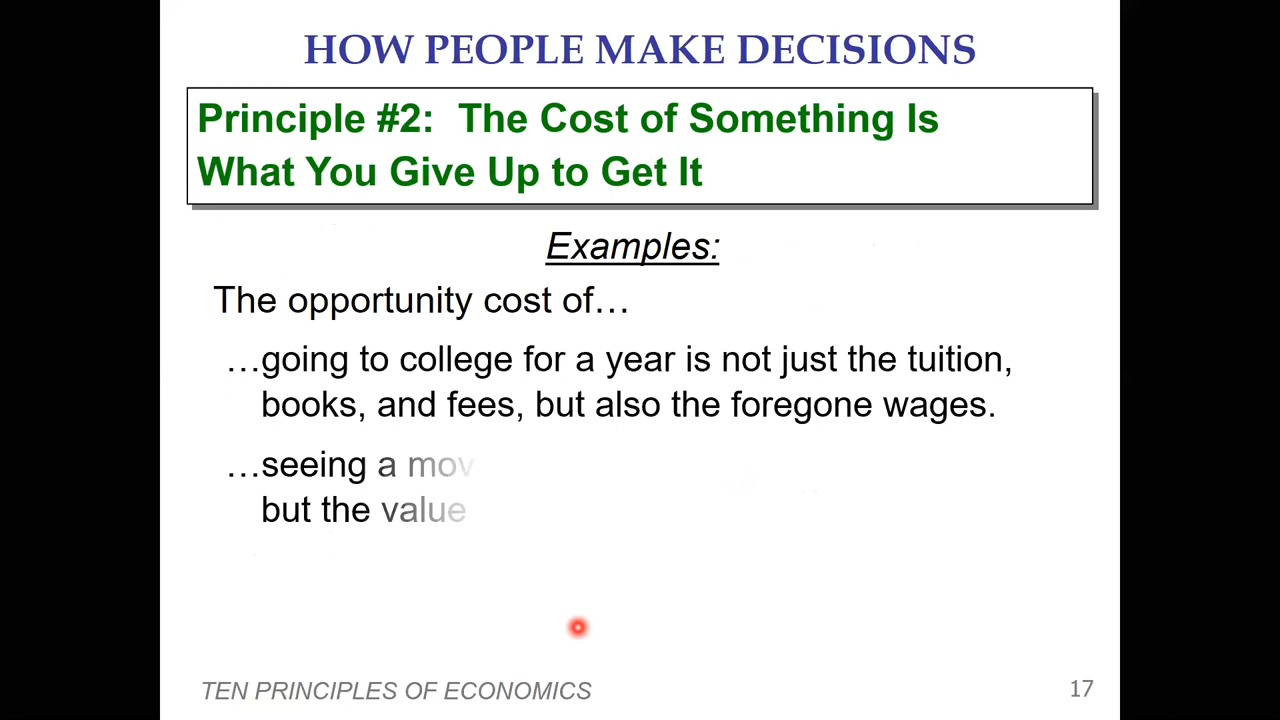 HOW PEOPLE MAKE DECISIONS
Principle #2: The Cost of Something Is
What You Give Up to Get It
Examples:
The opportunity cost of…
…going to college for a year is not just the tuition,
books, and fees, but also the foregone wages.
…seeing a mov
but the value
TEN PRINCIPLES OF ECONOMICS
17